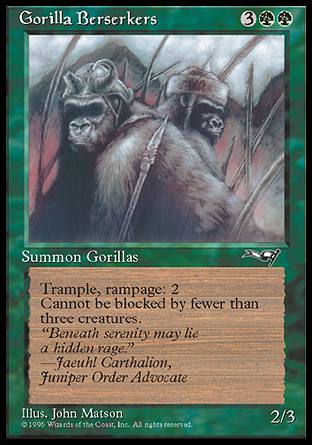 Gorilla Berserkers 3
Summon Gorillas
Trample, rampage: 2
Cannot be blocked by fewer than
three creatures.
“Beneath serenity may lie
a hidden rage.”
—Jaeuhl Carthalion,
Juniper Order Advocate
Illus. John Matson 2/3
© 1996 Wizards of the Coast, Inc. All rights reserved.